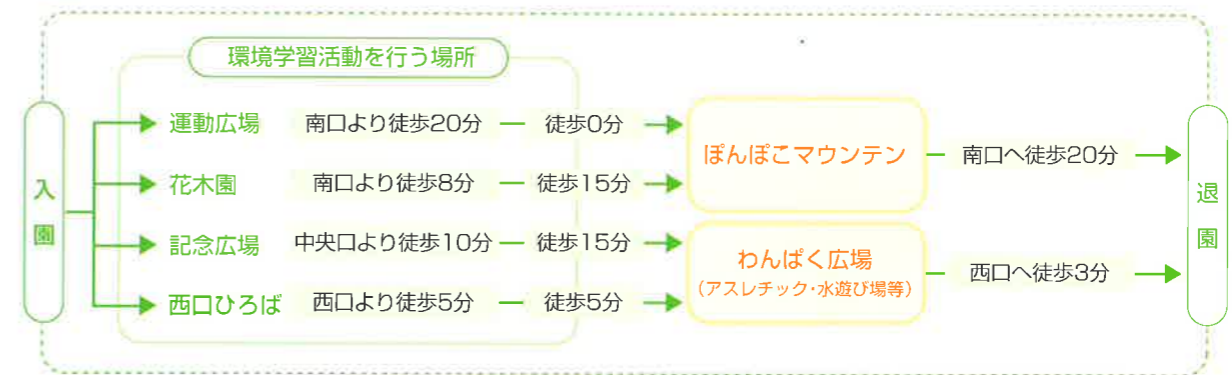 環境学習活動を行う場所
入園
運動広場 南口より徒歩20分 徒歩0分
花木園 南口より徒歩8分 徒歩15分
記念広場 中央口より徒歩10分 徒歩15分
西口ひろば 西口より徒歩5分 徒歩5分
ぽんぽこマウンテン
南口へ徒歩20分
わんぱく広場
(アスレチック・水遊び場等)
西口へ徒歩3分
退園